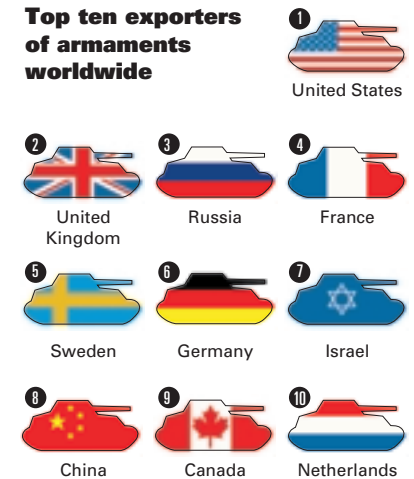 Top ten exporters
of armaments
worldwide
1
United States
2
United
Kingdom
3
Russia
4
France
5
Sweden
6
Germany
7
Israel
8
China
9
Canada
10
Netherlands